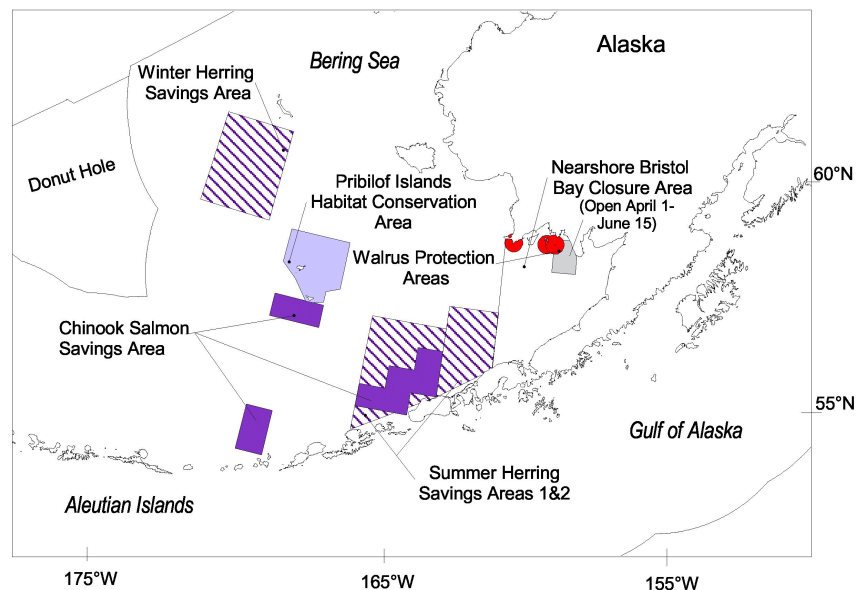 Bering Sea
Alaska
Winter Herring
Savings Area
Donut Hole
Pribilof Islands
Habitat Conservation
Area
Nearshore Bristol
Bay Closure Area
(Open April 1-
June 15)
60°N
Walrus Protection
Areas
Chinook Salmon
Savings Area
55°N
Gulf of Alaska
Summer Herring
Savings Areas 1&2
Aleutian Islands
175°W
165°W
155°W